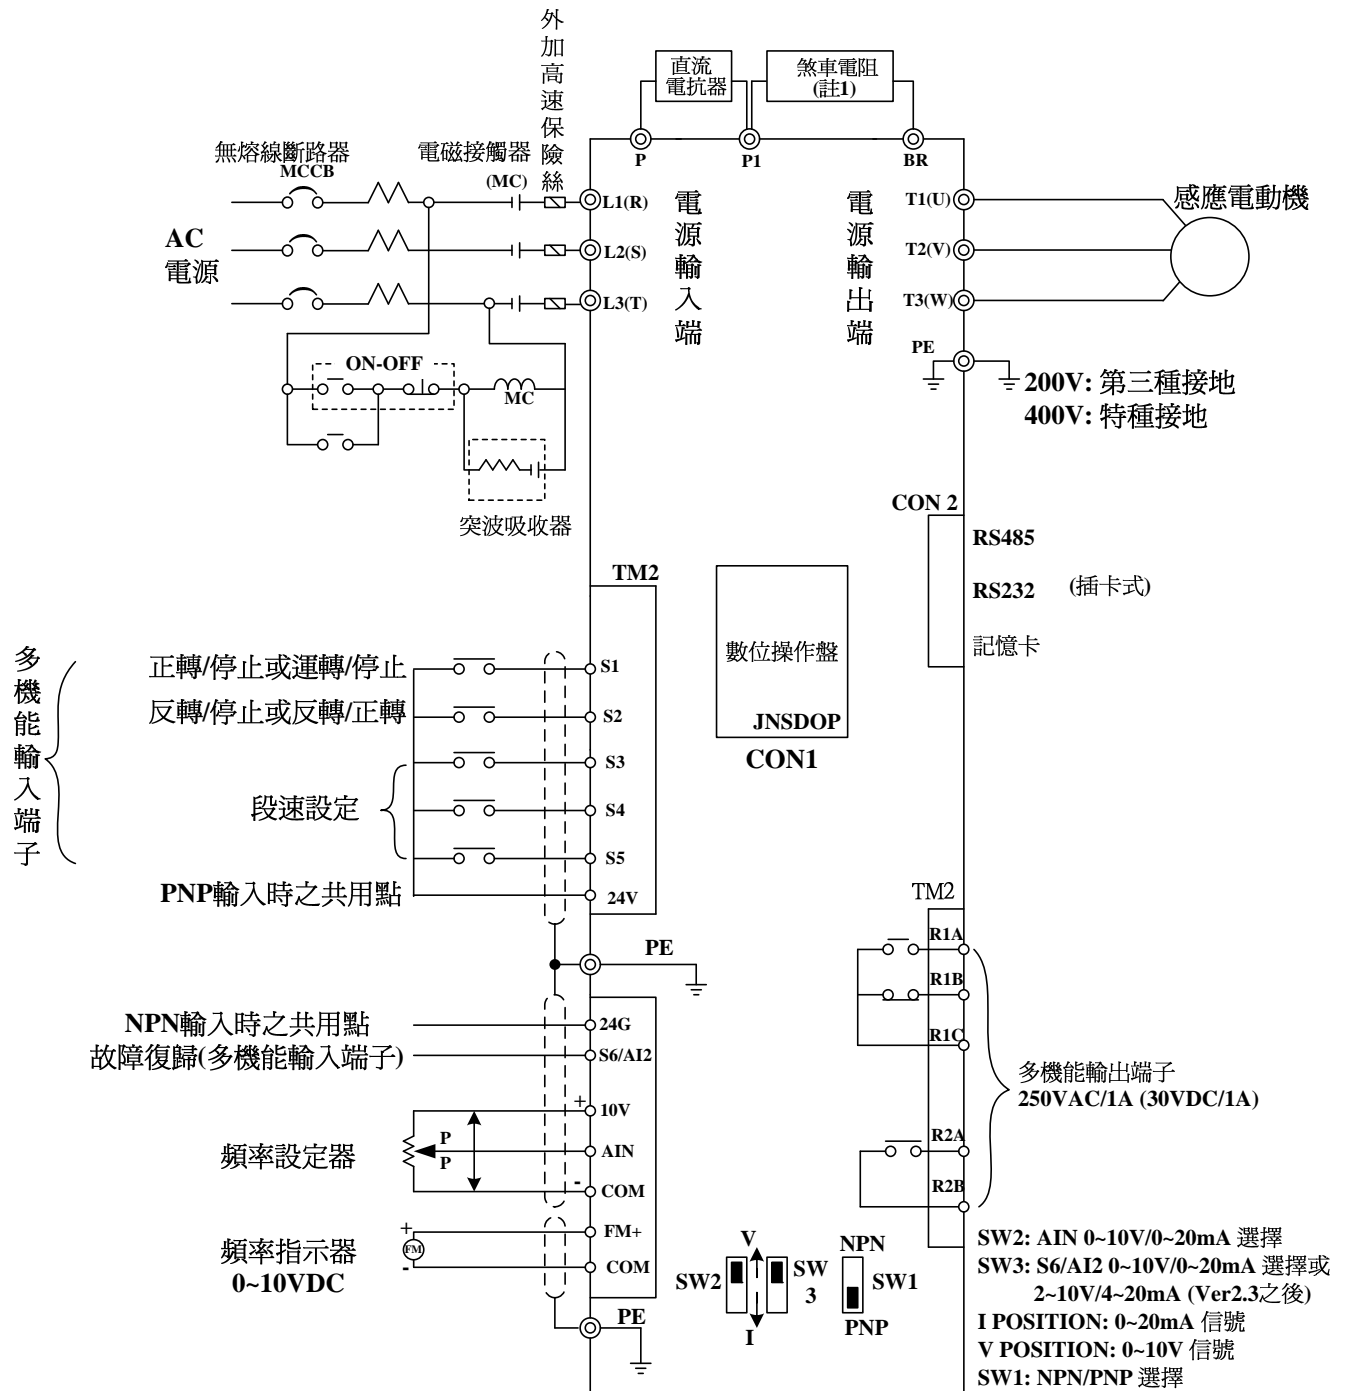 外加高速保險絲
直流
電抗器
煞車電阻
(註1)
P
P1
BR
無熔線斷路器
MCCB
電磁接觸器
(MC)
AC
電源
L1(R)
L2(S)
L3(T)
電源輸入端
電源輸出端
T1(U)
T2(V)
T3(W)
感應電動機
PE
200V: 第三種接地
400V: 特種接地
ON-OFF
MC
突波吸收器
CON 2
RS485
RS232
(插卡式)
記憶卡
TM2
數位操作盤
JNSDOP
CON1
多機能輸入端子
正轉/停止或運轉/停止
S1
反轉/停止或反轉/正轉
S2
S3
段速設定
S4
S5
PNP輸入時之共用點
24V
PE
NPN輸入時之共用點
24G
故障復歸(多機能輸入端子)
S6/AI2
+
10V
頻率設定器
P
P
AIN
-
COM
頻率指示器
0~10VDC
+
FM
-
FM+
COM
PE
TM2
R1A
R1B
R1C
多機能輸出端子
250VAC/1A (30VDC/1A)
R2A
R2B
V
SW2
SW
3
I
NPN
SW1
PNP
SW2: AIN 0~10V/0~20mA 選擇
SW3: S6/AI2 0~10V/0~20mA 選擇或
2~10V/4~20mA (Ver2.3之後)
I POSITION: 0~20mA 信號
V POSITION: 0~10V 信號
SW1: NPN/PNP 選擇